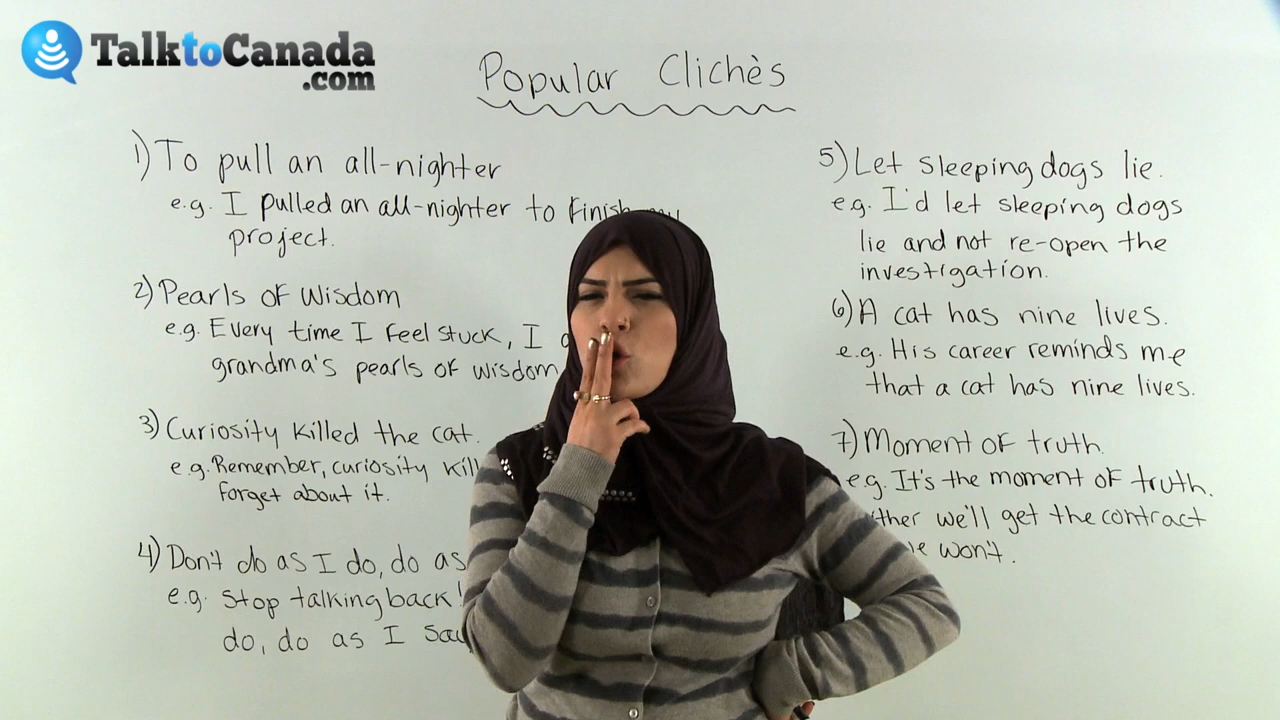 TalktoCanada
.com
Popular Clichès
1) To pull an all-nighter
e.g. I pulled an all-nighter to finish my
project.
2) Pearls of wisdom
e.g. Every time I feel stuck, I
grandma's pearls of wisdom
3) Curiosity killed the cat.
e.g. Remember, curiosity
forget about it.
4) Don't do as I do, do as
e.g. Stop talking back!
do, do as I
5) Let sleeping dogs lie.
e.g. I'd let sleeping dogs
lie and not re-open the
investigation.
6) A cat has nine lives.
e.g. His career reminds me
that a cat has nine lives.
7) Moment of truth.
e.g. It's the moment of truth.
we'll get the contract
won't.